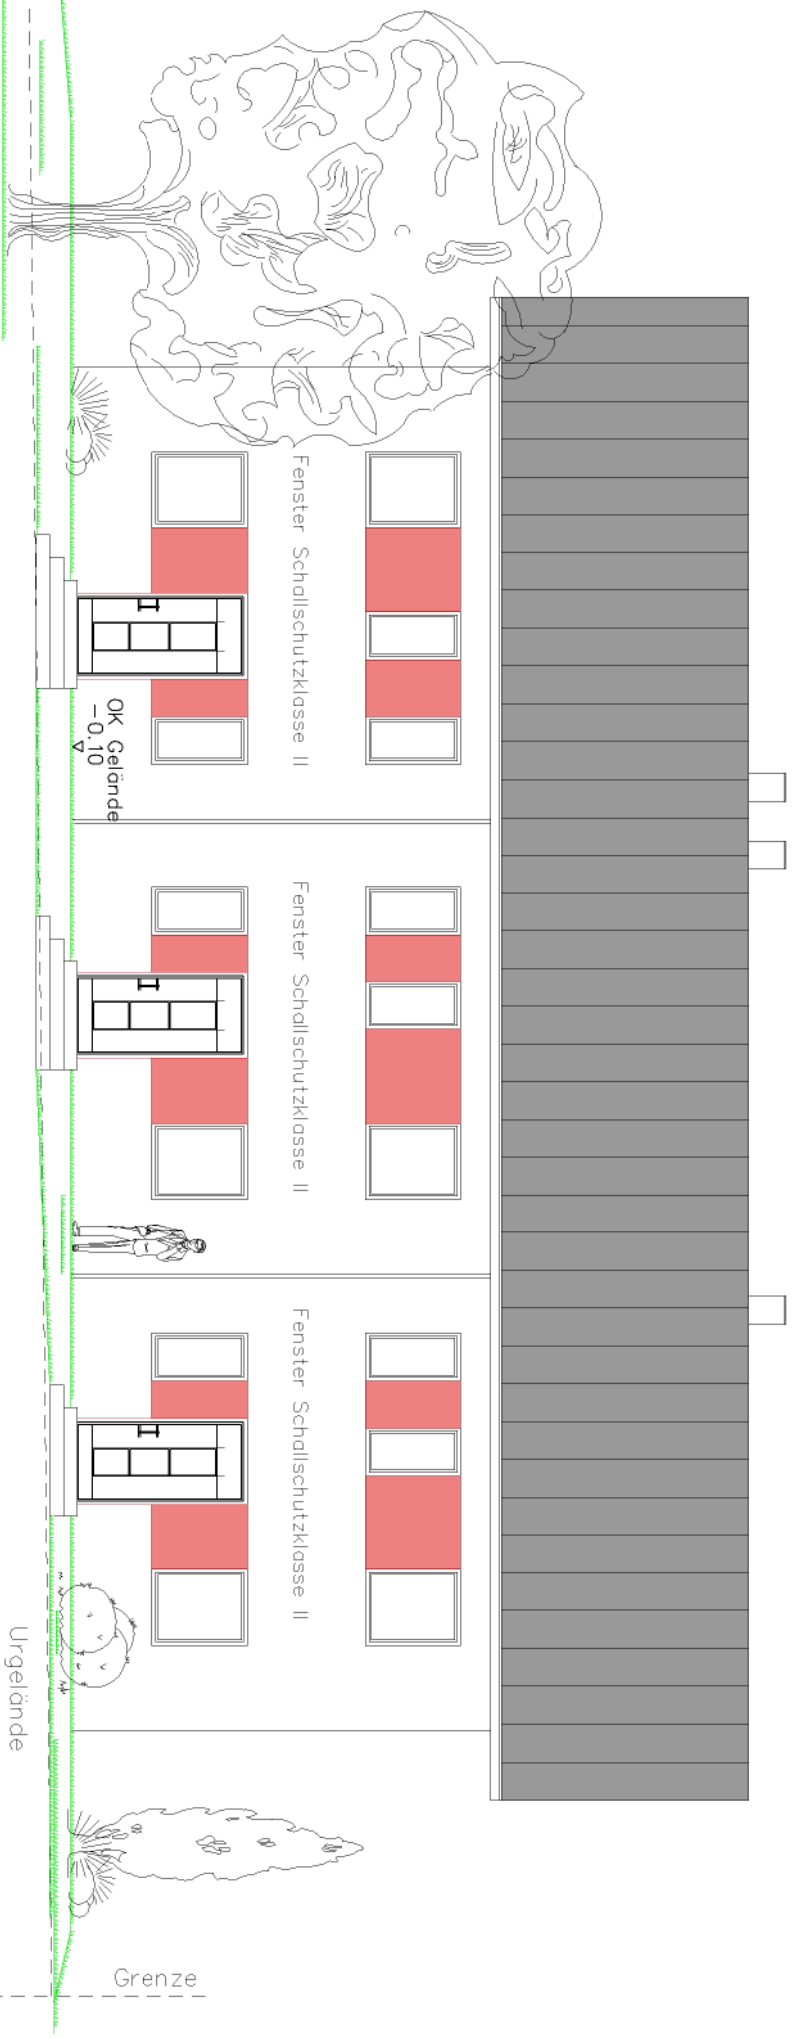 Fenster Schallschutzklasse II
Fenster Schallschutzklasse II
Fenster Schallschutzklasse II
OK Gelände
-0.10
Urgelände
Grenze